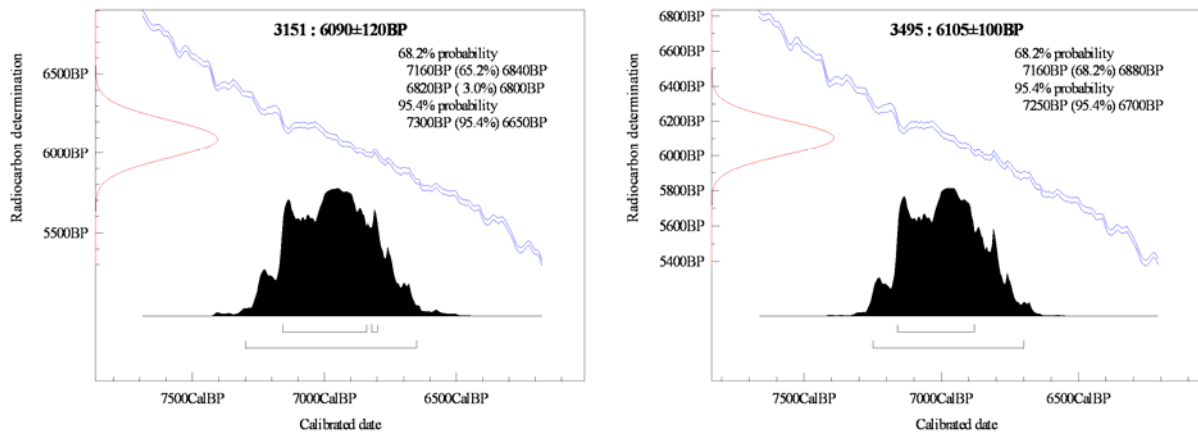 3151 : 6090±120BP
68.2% probability
7160BP (65.2%) 6840BP
6820BP ( 3.0%) 6800BP
95.4% probability
7300BP (95.4%) 6650BP
Radiocarbon determination
6500BP
6000BP
5500BP
7500CalBP 7000CalBP 6500CalBP
Calibrated date
3495 : 6105±100BP
68.2% probability
7160BP (68.2%) 6880BP
95.4% probability
7250BP (95.4%) 6700BP
Radiocarbon determination
6800BP
6600BP
6400BP
6200BP
6000BP
5800BP
5600BP
5400BP
7500CalBP 7000CalBP 6500CalBP
Calibrated date